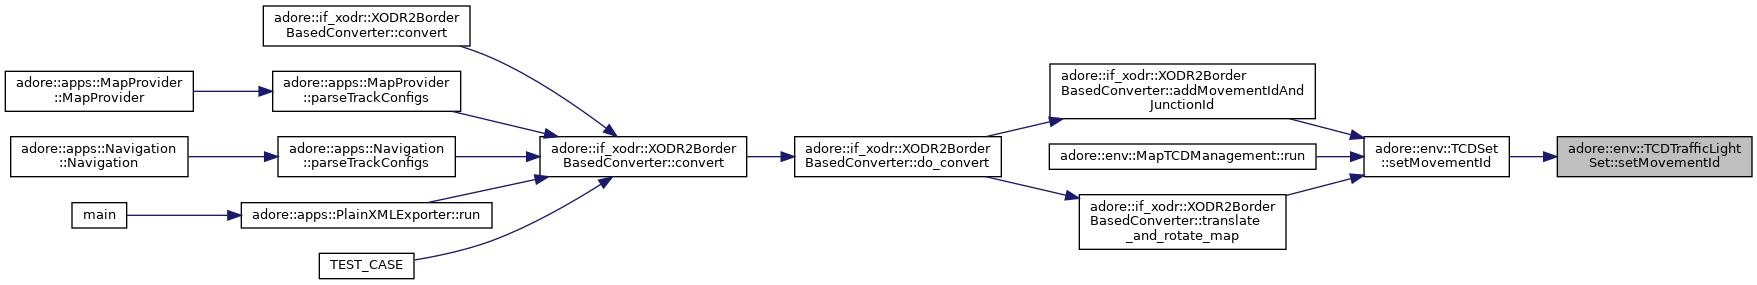 adore::if_xodr::XODR2Border
BasedConverter::convert
adore::apps::MapProvider
::MapProvider
adore::apps::MapProvider
::parseTrackConfigs
adore::apps::Navigation
::Navigation
adore::apps::Navigation
::parseTrackConfigs
main
adore::apps::PlainXMLExporter::run
TEST_CASE
adore::if_xodr::XODR2Border
BasedConverter::convert
adore::if_xodr::XODR2Border
BasedConverter::do_convert
adore::if_xodr::XODR2Border
BasedConverter::addMovementIdAnd
JunctionId
adore::env::MapTCDManagement::run
adore::if_xodr::XODR2Border
BasedConverter::translate
_and_rotate_map
adore::env::TCDSet
::setMovementId
adore::env::TCDTrafficLight
Set::setMovementId